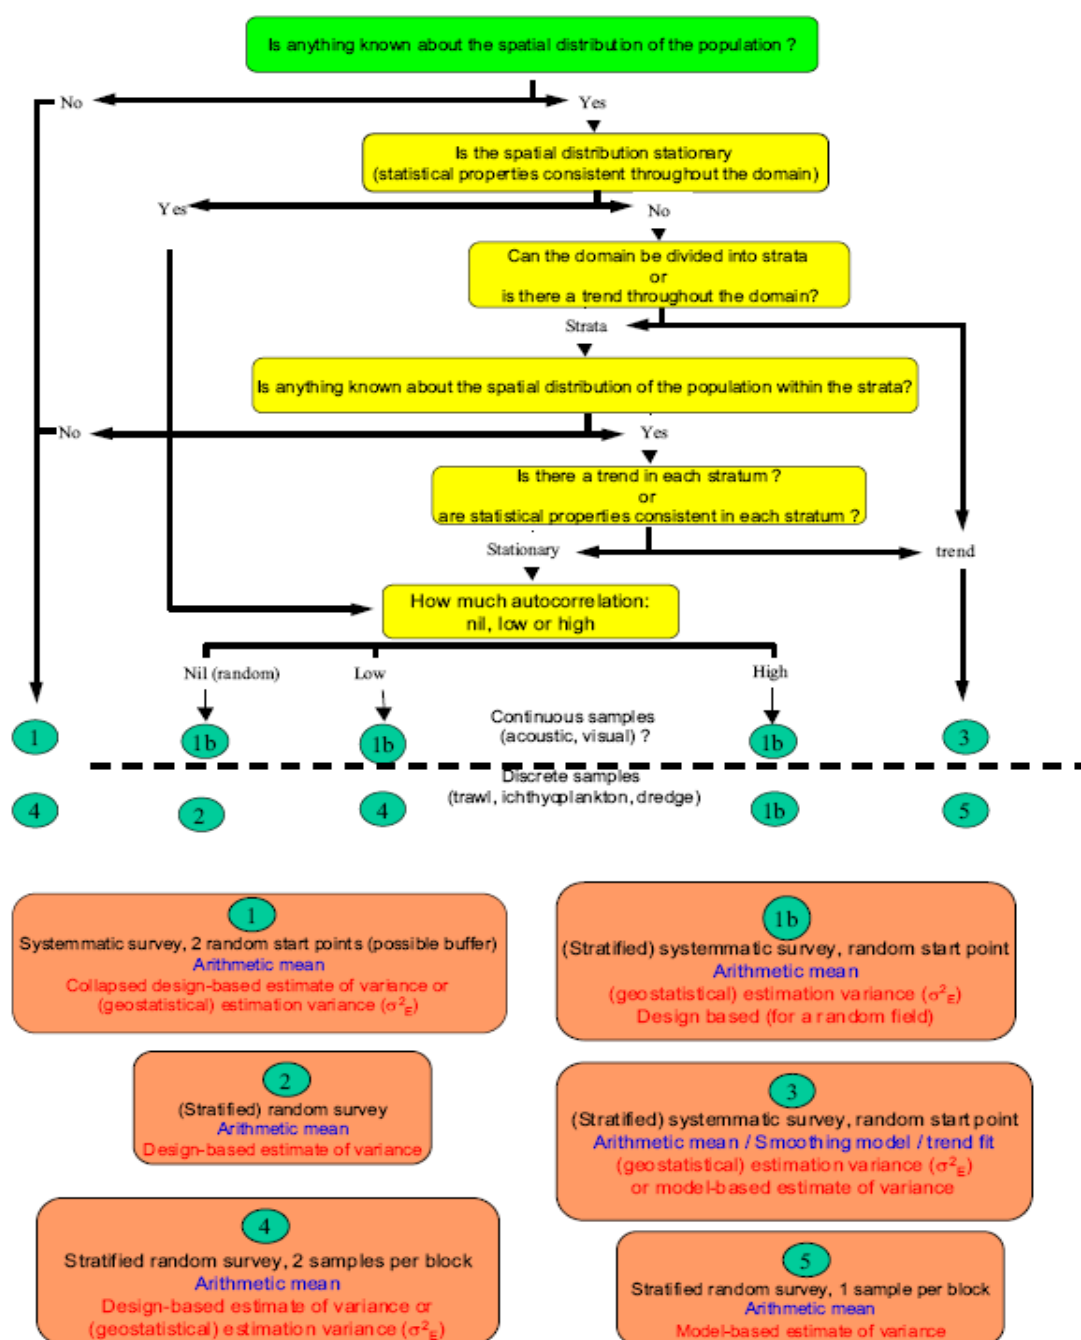 Is anything known about the spatial distribution of the population ?
No
Yes
Is the spatial distribution stationary
(statistical properties consistent throughout the domain)
Yes
No
Can the domain be divided into strata
or
is there a trend throughout the domain?
Strata
Is anything known about the spatial distribution of the population within the strata?
No
Yes
Is there a trend in each stratum ?
or
are statistical properties consistent in each stratum ?
Stationary
trend
How much autocorrelation:
nil, low or high
Nil (random)
Low
High
1
1b
1b
Continuous samples
(acoustic, visual) ?
1b
3
Discrete samples
(trawl, ichthyoplankton, dredge)
4
2
4
1b
5
1
Systemmatic survey, 2 random start points (possible buffer)
Arithmetic mean
Collapsed design-based estimate of variance or
(geostatistical) estimation variance (σ²E)
1b
(Stratified) systemmatic survey, random start point
Arithmetic mean
(geostatistical) estimation variance (σ²E)
Design based (for a random field)
2
(Stratified) random survey
Arithmetic mean
Design-based estimate of variance
3
(Stratified) systemmatic survey, random start point
Arithmetic mean / Smoothing model / trend fit
(geostatistical) estimation variance (σ²E)
or model-based estimate of variance
4
Stratified random survey, 2 samples per block
Arithmetic mean
Design-based estimate of variance or
(geostatistical) estimation variance (σ²E)
5
Stratified random survey, 1 sample per block
Arithmetic mean
Model-based estimate of variance